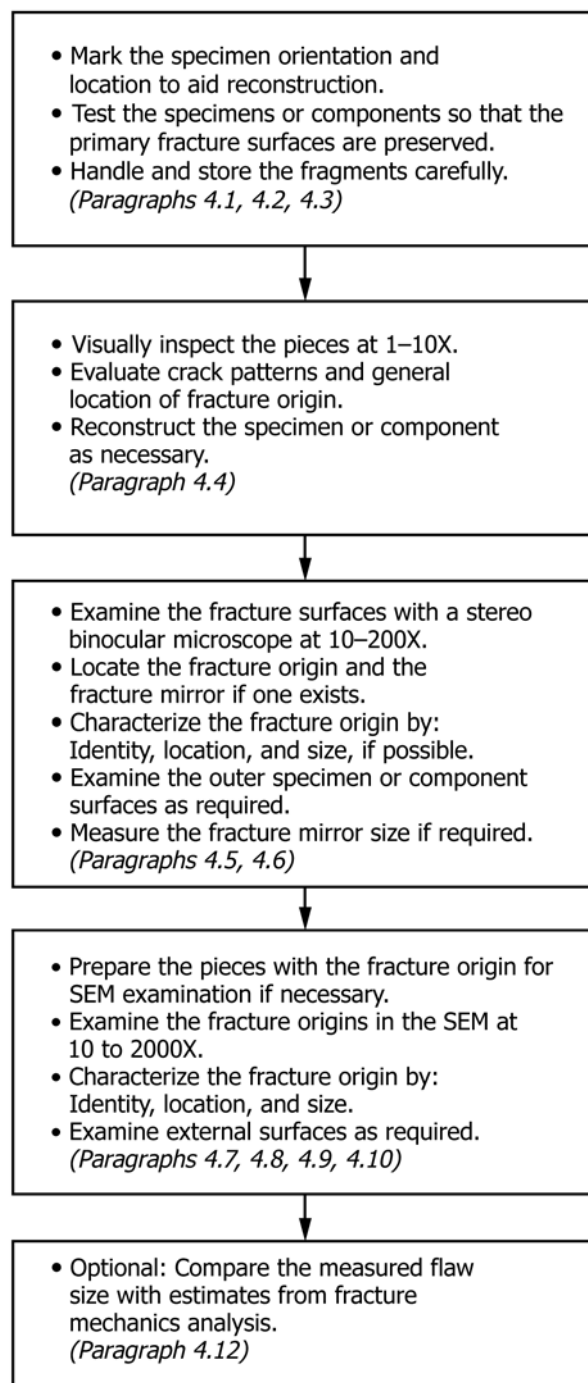 • Mark the specimen orientation and
location to aid reconstruction.
• Test the specimens or components so that the
primary fracture surfaces are preserved.
• Handle and store the fragments carefully.
(Paragraphs 4.1, 4.2, 4.3)
• Visually inspect the pieces at 1–10X.
• Evaluate crack patterns and general
location of fracture origin.
• Reconstruct the specimen or component
as necessary.
(Paragraph 4.4)
• Examine the fracture surfaces with a stereo
binocular microscope at 10–200X.
• Locate the fracture origin and the
fracture mirror if one exists.
• Characterize the fracture origin by:
Identity, location, and size, if possible.
• Examine the outer specimen or component
surfaces as required.
• Measure the fracture mirror size if required.
(Paragraphs 4.5, 4.6)
• Prepare the pieces with the fracture origin for
SEM examination if necessary.
• Examine the fracture origins in the SEM at
10 to 2000X.
• Characterize the fracture origin by:
Identity, location, and size.
• Examine external surfaces as required.
(Paragraphs 4.7, 4.8, 4.9, 4.10)
• Optional: Compare the measured flaw
size with estimates from fracture
mechanics analysis.
(Paragraph 4.12)